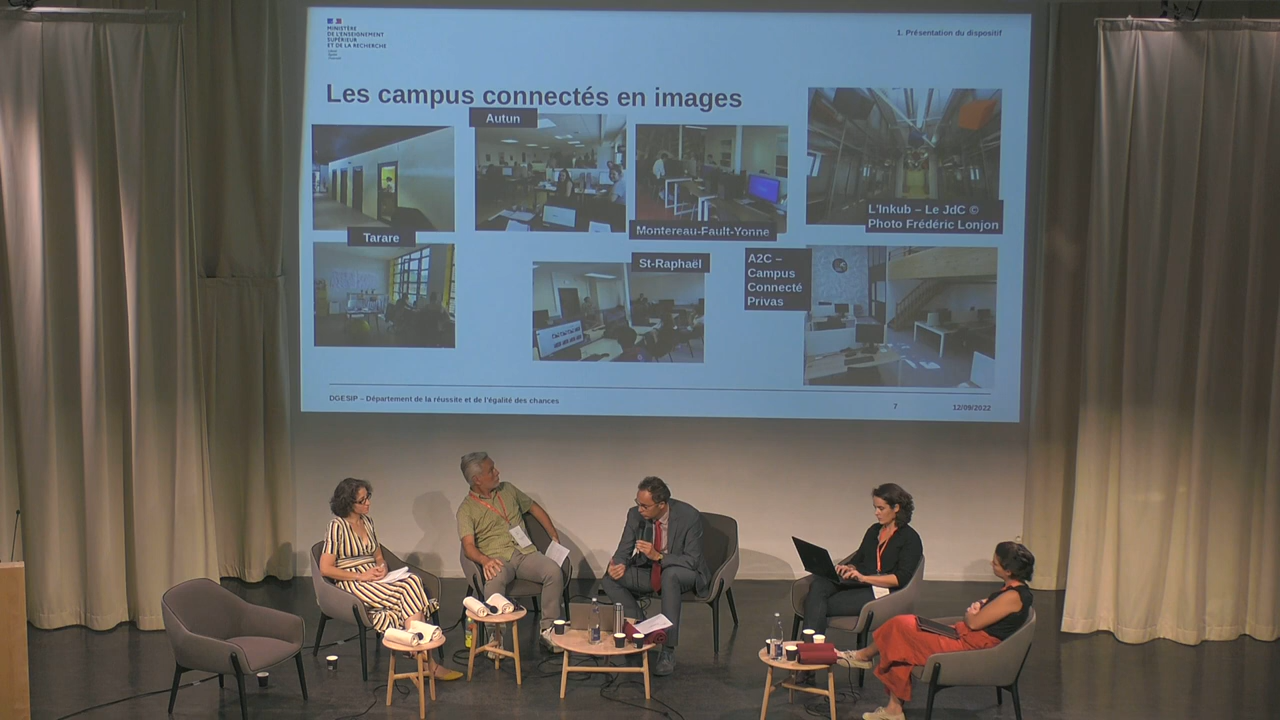 MINISTÈRE
DE L'ENSEIGNEMENT
SUPÉRIEUR
ET DE LA RECHERCHE
1. Présentation du dispositif
Les campus connectés en images
Autun
Tarare
Montereau-Fault-Yonne
L'Inkub – Le JdC ©
Photo Frédéric Lonjon
St-Raphaël
A2C –
Campus
Connecté
Privas
DGESIP – Département de la réussite et de l'égalité des chances
7
12/09/2022